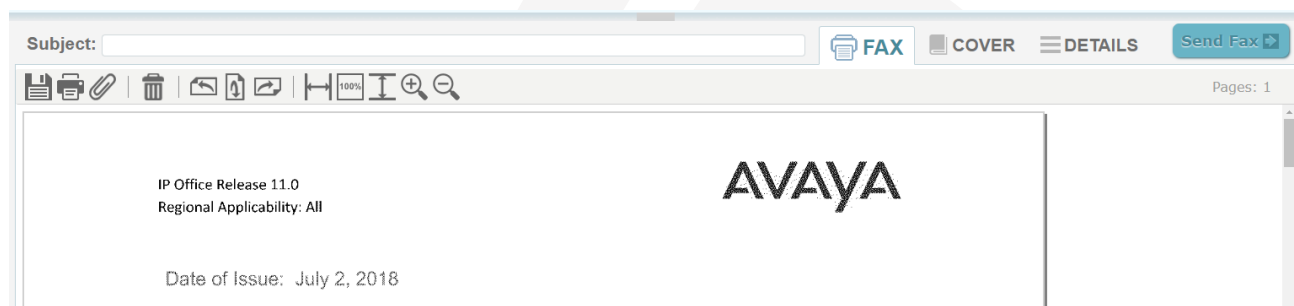 Subject:
FAX
COVER
DETAILS
Send Fax
100%
Pages: 1
IP Office Release 11.0
AVAYA
Regional Applicability: All
Date of Issue: July 2, 2018